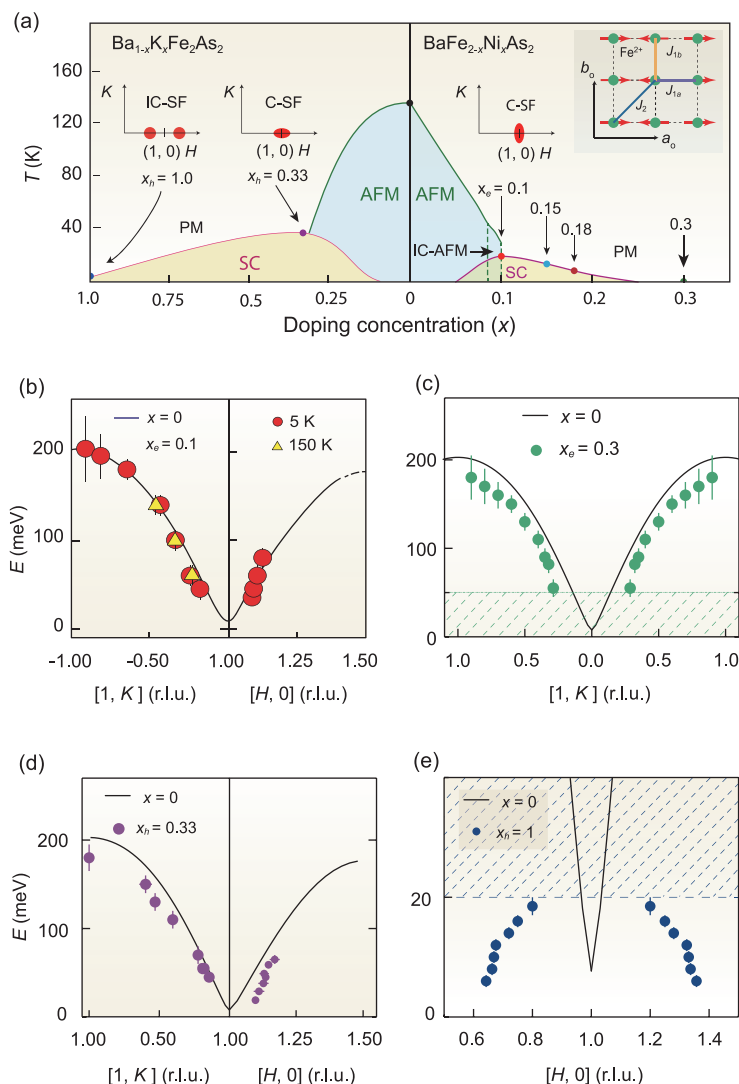 (a)
Ba1-xKxFe2As2
BaFe2-xNixAs2
Fe2+
J1b
J1a
J2
bo
ao
T (K)
160
120
80
40
K
IC-SF
(1, 0) H
xh = 1.0
K
C-SF
(1, 0) H
xh = 0.33
K
C-SF
(1, 0) H
xe = 0.1
0.15
0.18
0.3
AFM
AFM
IC-AFM
PM
PM
SC
SC
1.0
0.75
0.5
0.25
0
0.1
0.2
0.3
Doping concentration (x)
(b)
x = 0
xe = 0.1
5 K
150 K
E (meV)
200
100
0
-1.00
-0.50
1.00
1.50
[1, K] (r.l.u.)
[H, 0] (r.l.u.)
(c)
x = 0
xe = 0.3
200
100
0
1.0
0.5
0.0
0.5
1.0
[1, K] (r.l.u.)
(d)
x = 0
xh = 0.33
E (meV)
200
100
0
1.00
0.50
1.00
1.50
[1, K] (r.l.u.)
[H, 0] (r.l.u.)
(e)
x = 0
xh = 1
20
0
0.6
0.8
1.0
1.2
1.4
[H, 0] (r.l.u.)